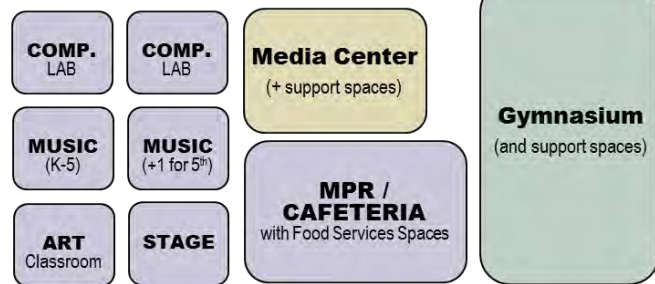 COMP.
LAB
COMP.
LAB
Media Center
(+ support spaces)
Gymnasium
(and support spaces)
MUSIC
(K-5)
MUSIC
(+1 for 5th)
MPR /
CAFETERIA
with Food Services Spaces
ART
Classroom
STAGE